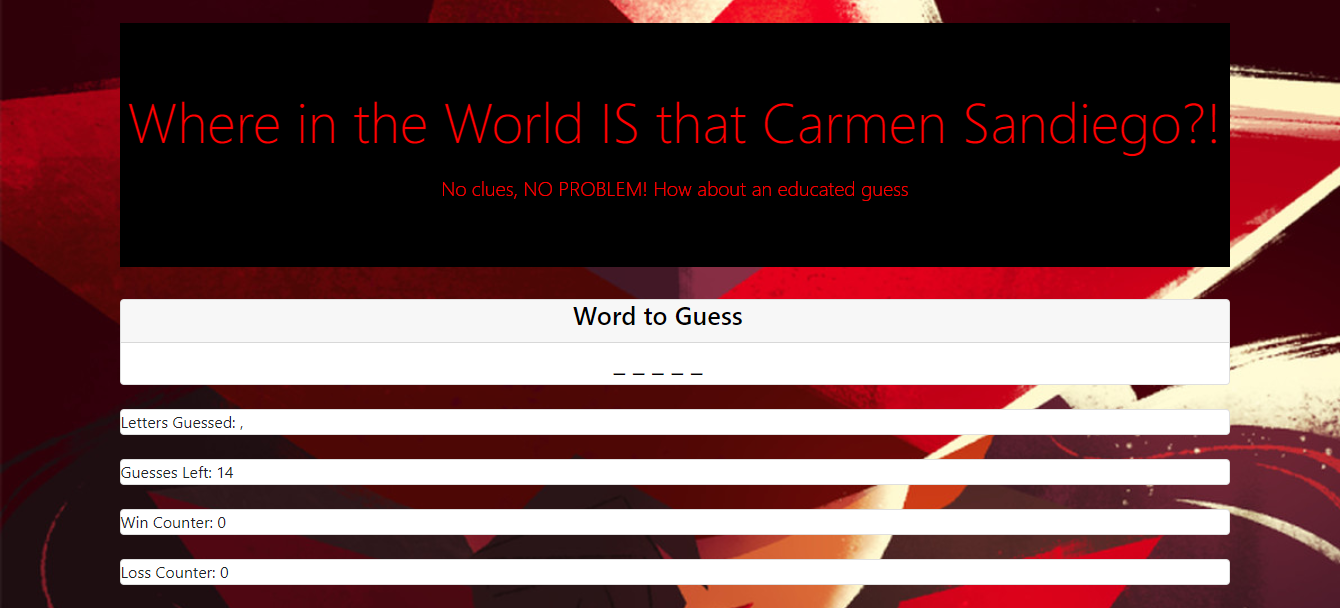 Where in the World IS that Carmen Sandiego?!
No clues, NO PROBLEM! How about an educated guess
Word to Guess
_ _ _ _ _
Letters Guessed: ,
Guesses Left: 14
Win Counter: 0
Loss Counter: 0